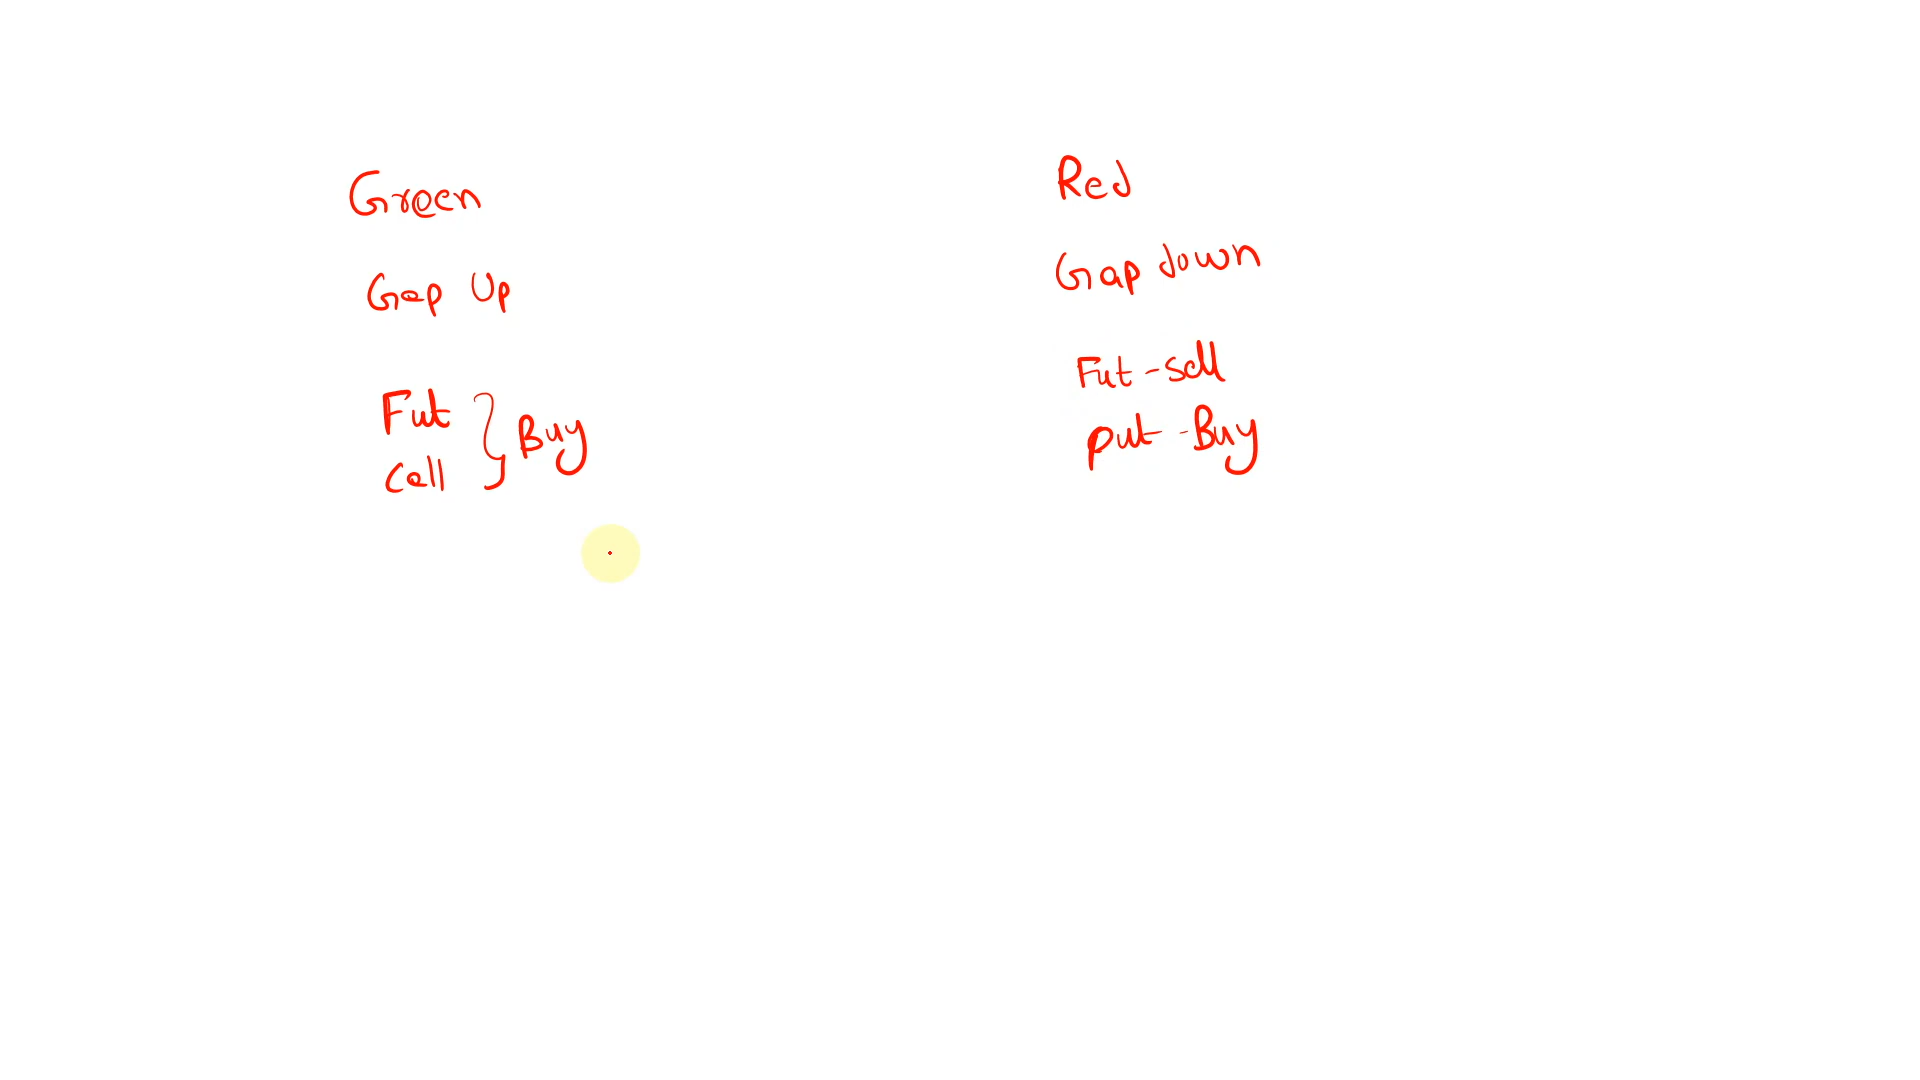 Green
Gap Up
Fut
Call
} Buy
Red
Gap down
Fut - sell
put - Buy